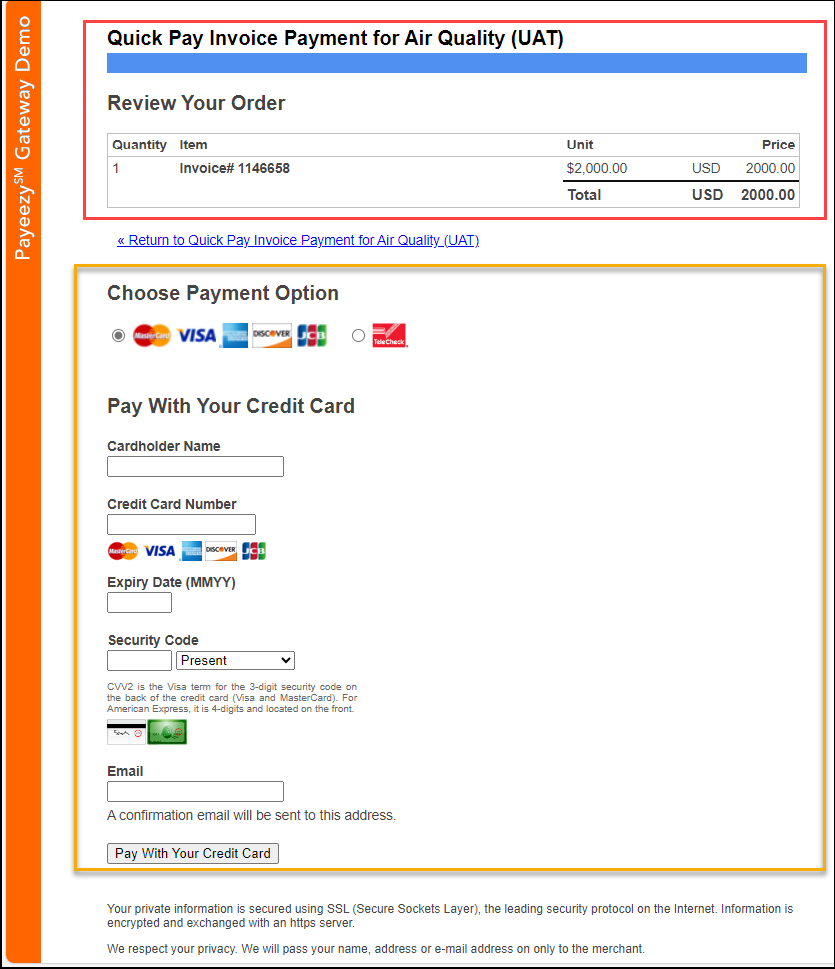 Payeezy℠ Gateway Demo
Quick Pay Invoice Payment for Air Quality (UAT)
Review Your Order
Quantity Item Unit Price
1 Invoice# 1146658 $2,000.00 USD 2000.00
Total USD 2000.00
« Return to Quick Pay Invoice Payment for Air Quality (UAT)
Choose Payment Option
MasterCard VISA DISCOVER JCB TeleCheck
Pay With Your Credit Card
Cardholder Name
Credit Card Number
MasterCard VISA DISCOVER JCB
Expiry Date (MMYY)
Security Code
Present
CVV2 is the Visa term for the 3-digit security code on
the back of the credit card (Visa and MasterCard). For
American Express, it is 4-digits and located on the front.
Email
A confirmation email will be sent to this address.
Pay With Your Credit Card
Your private information is secured using SSL (Secure Sockets Layer), the leading security protocol on the Internet. Information is
encrypted and exchanged with an https server.
We respect your privacy. We will pass your name, address or e-mail address on only to the merchant.